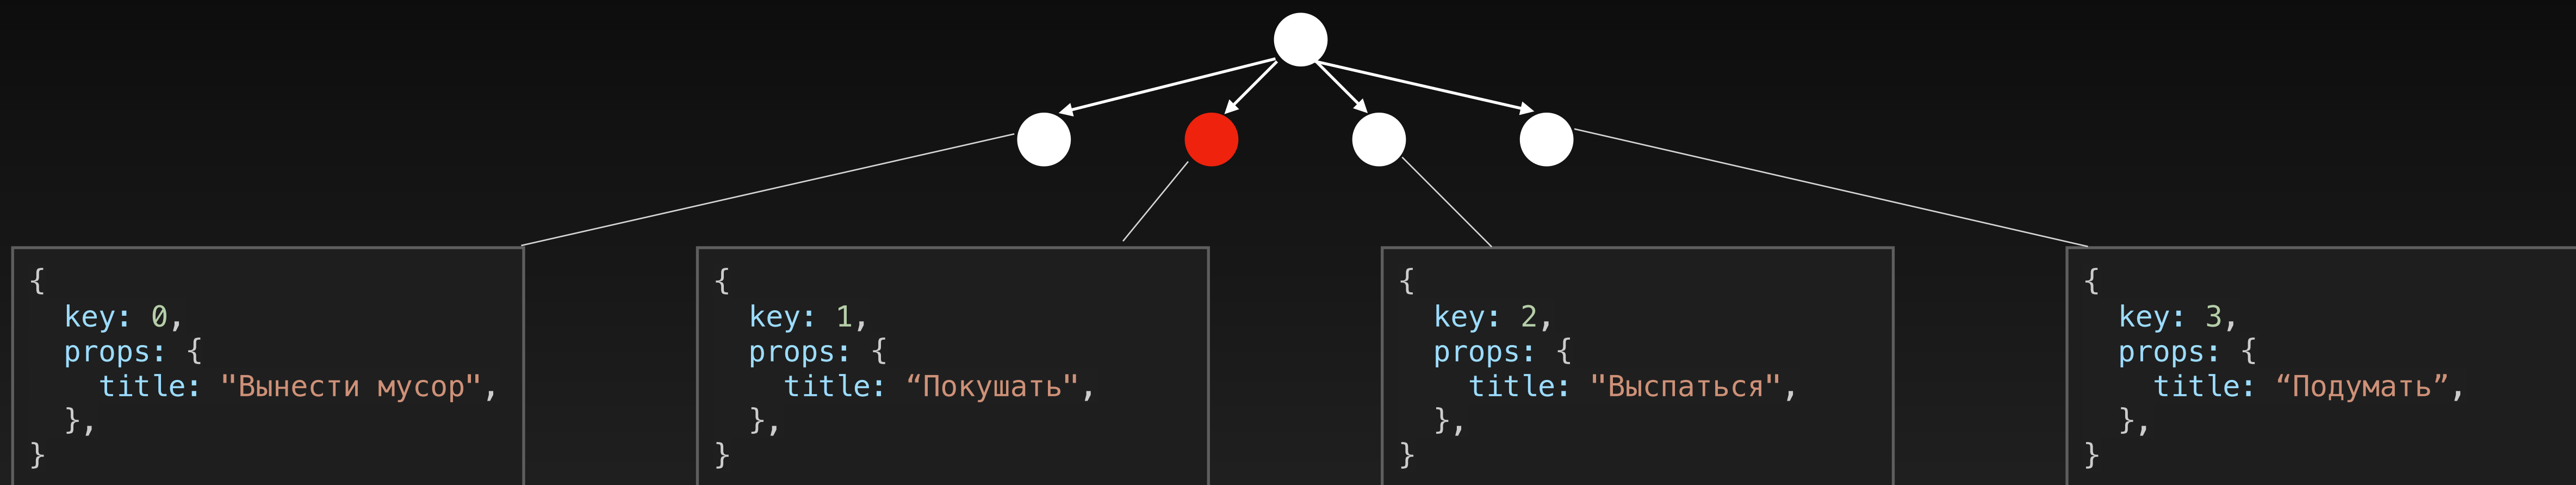 {
  key: 0,
  props: {
    title: "Вынести мусор",
  },
}
{
  key: 1,
  props: {
    title: “Покушать",
  },
}
{
  key: 2,
  props: {
    title: "Выспаться",
  },
}
{
  key: 3,
  props: {
    title: “Подумать”,
  },
}